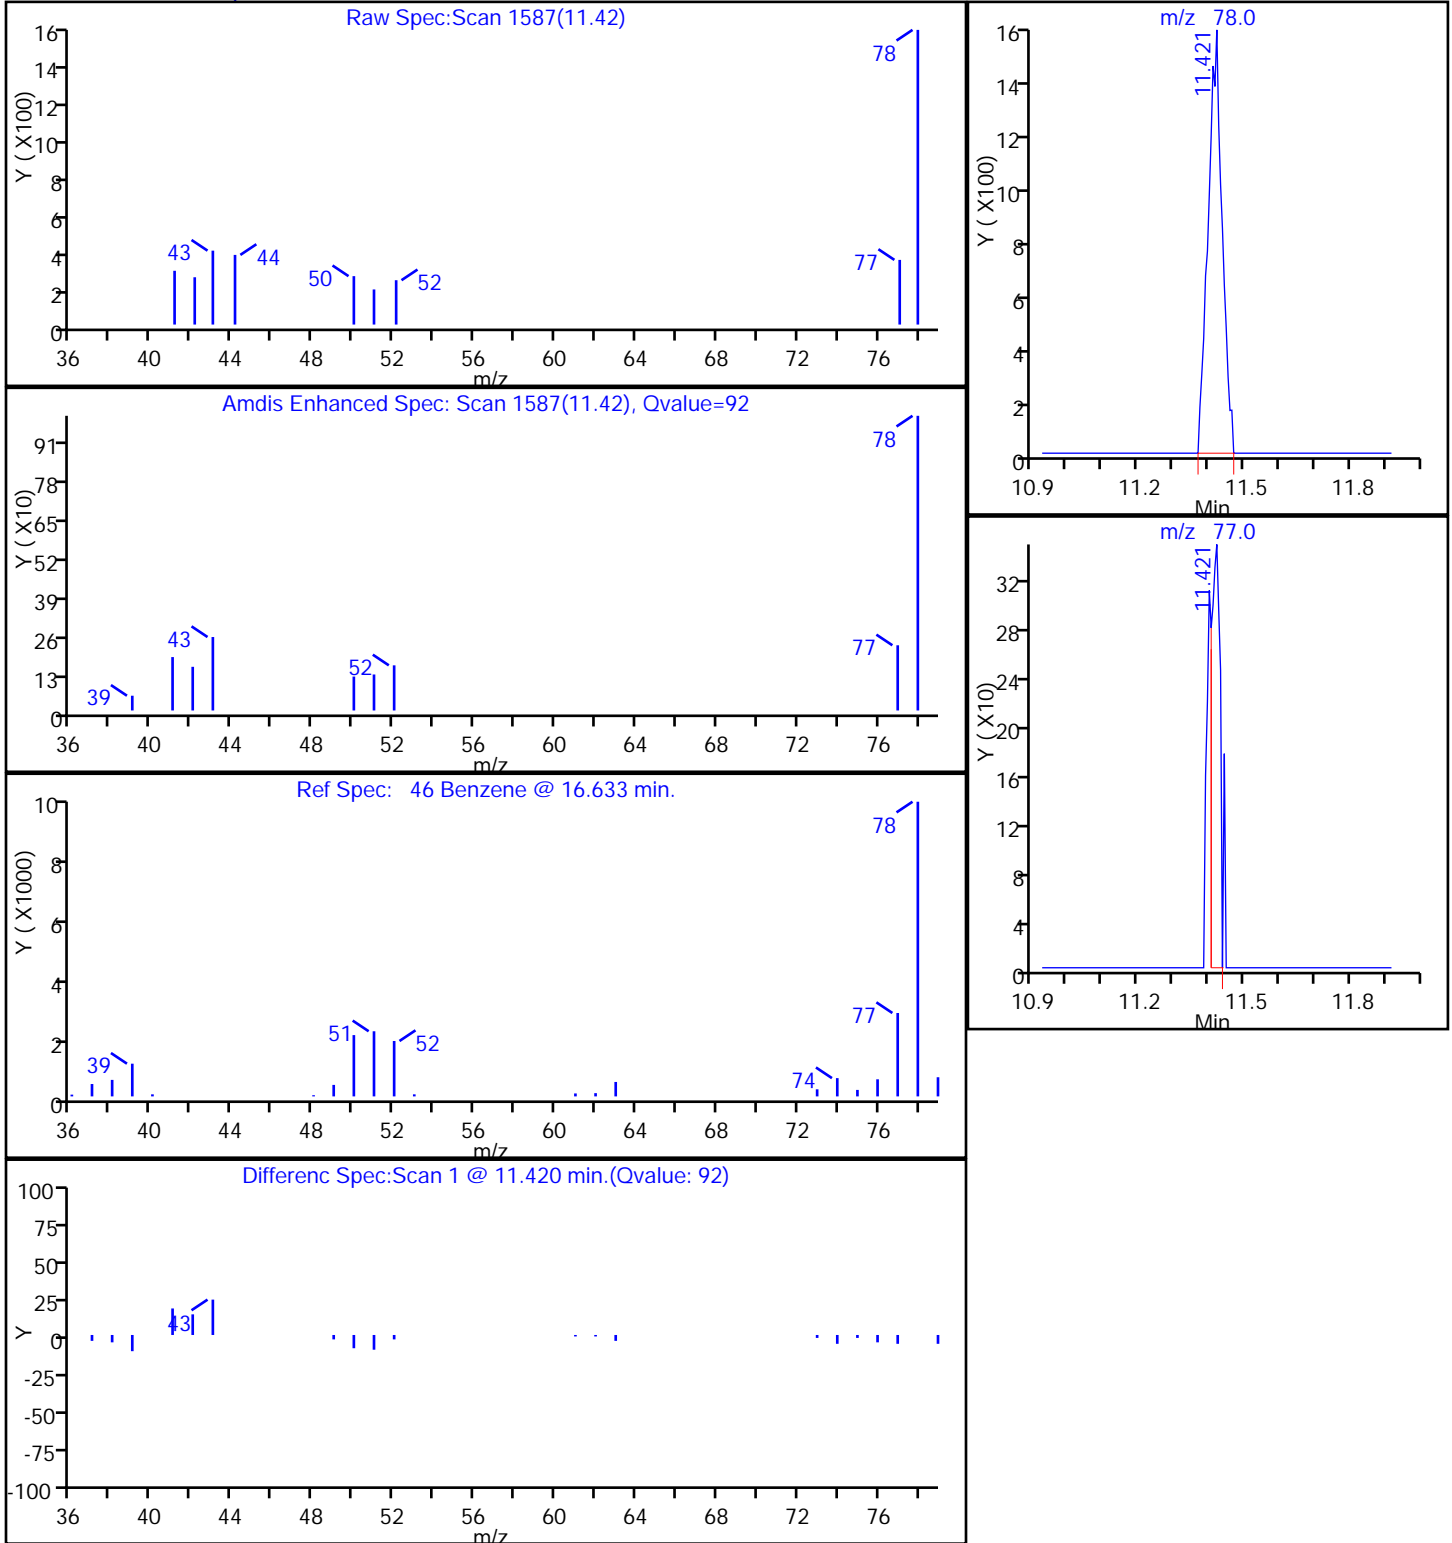 Raw Spec:Scan 1587(11.42)
Y ( X100)
16
14
12
10
8
6
4
2
0
78
43
44
50
52
77
36 40 44 48 52 56 60 64 68 72 76
m/z
Amdis Enhanced Spec: Scan 1587(11.42), Qvalue=92
Y ( X10)
91
78
65
52
39
26
13
0
78
39
43
52
77
36 40 44 48 52 56 60 64 68 72 76
m/z
Ref Spec: 46 Benzene @ 16.633 min.
Y ( X1000)
10
8
6
4
2
0
78
39
51
52
74
77
36 40 44 48 52 56 60 64 68 72 76
m/z
Differenc Spec:Scan 1 @ 11.420 min.(Qvalue: 92)
Y
100
75
50
25
0
-25
-50
-75
-100
43
36 40 44 48 52 56 60 64 68 72 76
m/z
m/z 78.0
Y ( X100)
16
14
12
10
8
6
4
2
0
11.421
10.9 11.2 11.5 11.8
Min
m/z 77.0
Y ( X10)
32
28
24
20
16
12
8
4
0
11.421
10.9 11.2 11.5 11.8
Min